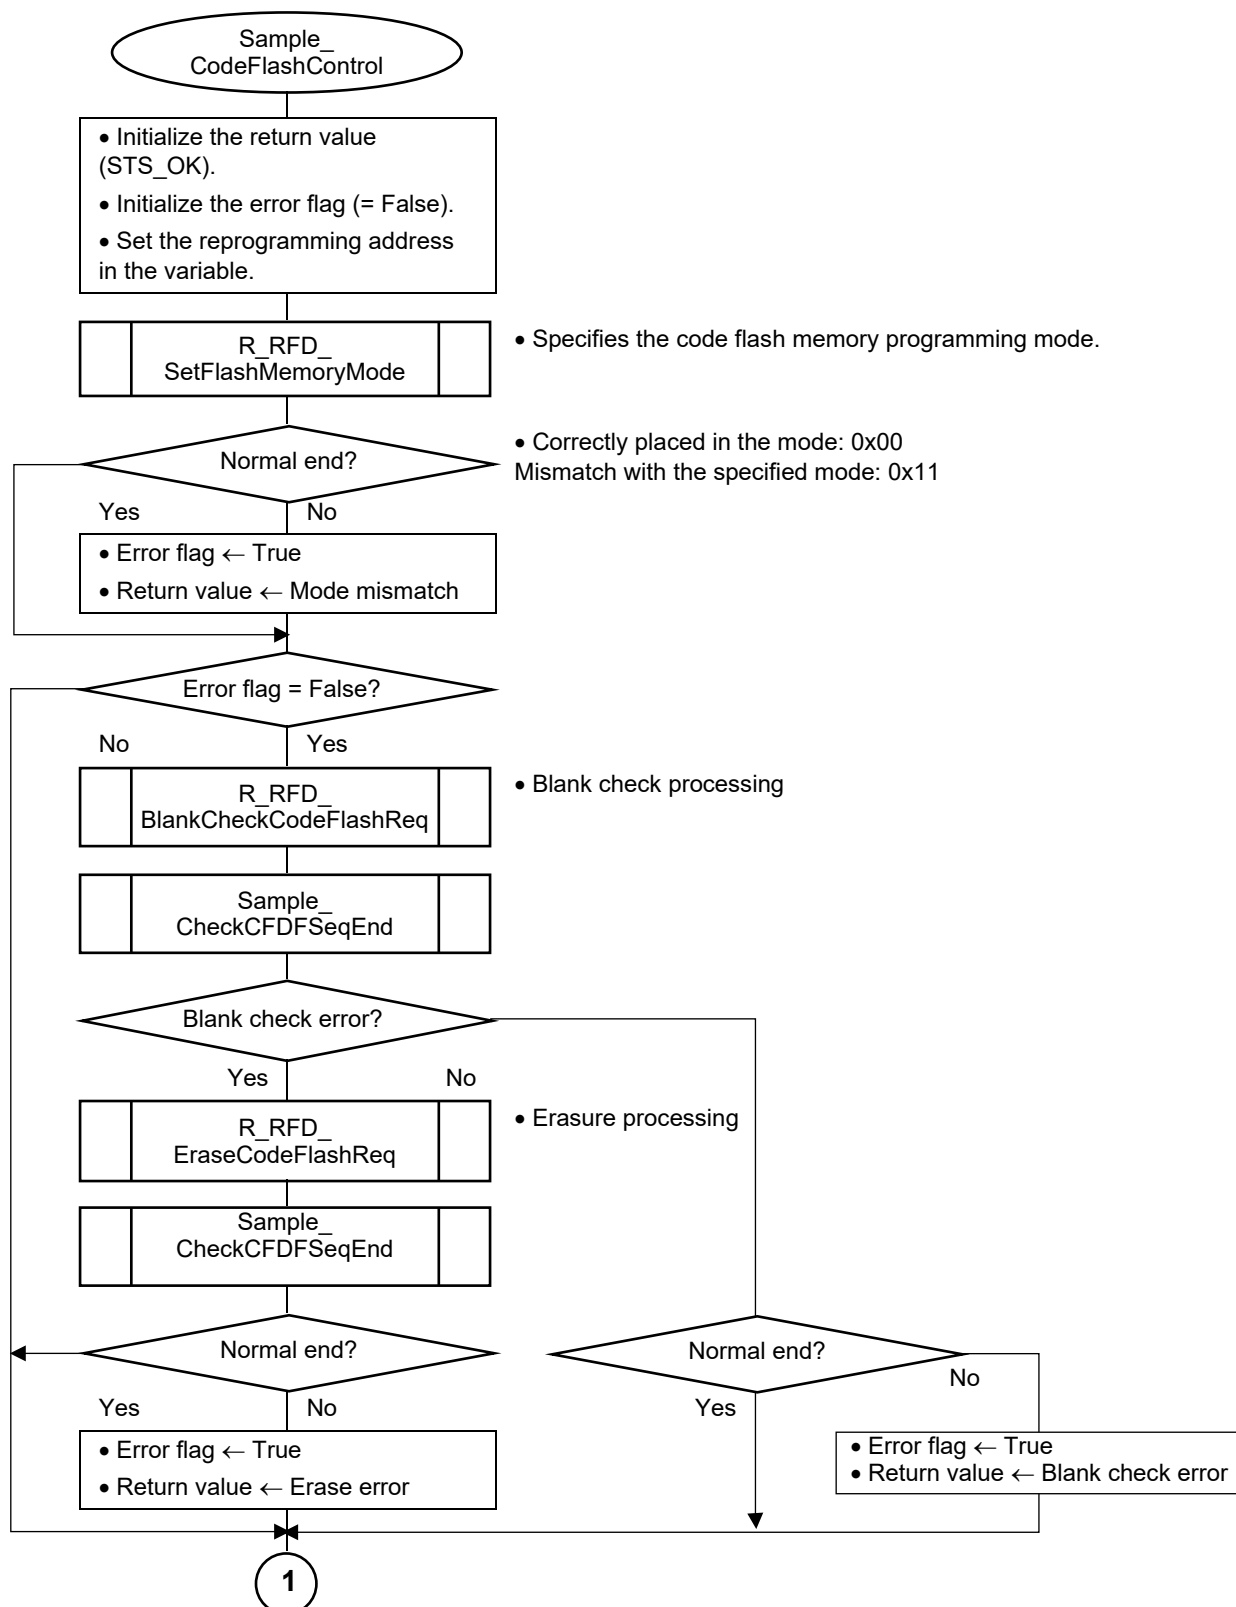 Sample_
CodeFlashControl
• Initialize the return value
(STS_OK).
• Initialize the error flag (= False).
• Set the reprogramming address
in the variable.
R_RFD_
SetFlashMemoryMode
• Specifies the code flash memory programming mode.
Normal end?
• Correctly placed in the mode: 0x00
Mismatch with the specified mode: 0x11
Yes
No
• Error flag ← True
• Return value ← Mode mismatch
Error flag = False?
No
Yes
R_RFD_
BlankCheckCodeFlashReq
• Blank check processing
Sample_
CheckCFDFSeqEnd
Blank check error?
Yes
No
R_RFD_
EraseCodeFlashReq
• Erasure processing
Sample_
CheckCFDFSeqEnd
Normal end?
Normal end?
No
Yes
No
Yes
• Error flag ← True
• Return value ← Erase error
• Error flag ← True
• Return value ← Blank check error
1